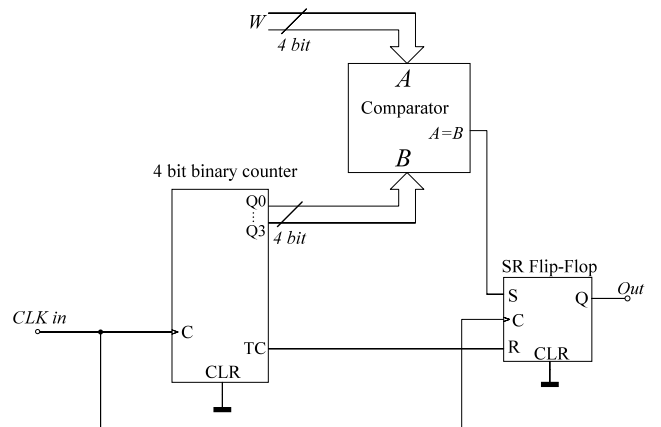 W
4 bit
A
Comparator
A=B
B
4 bit binary counter
Q0
Q3
4 bit
SR Flip-Flop
S
Q
Out
CLK in
C
C
TC
R
CLR
CLR